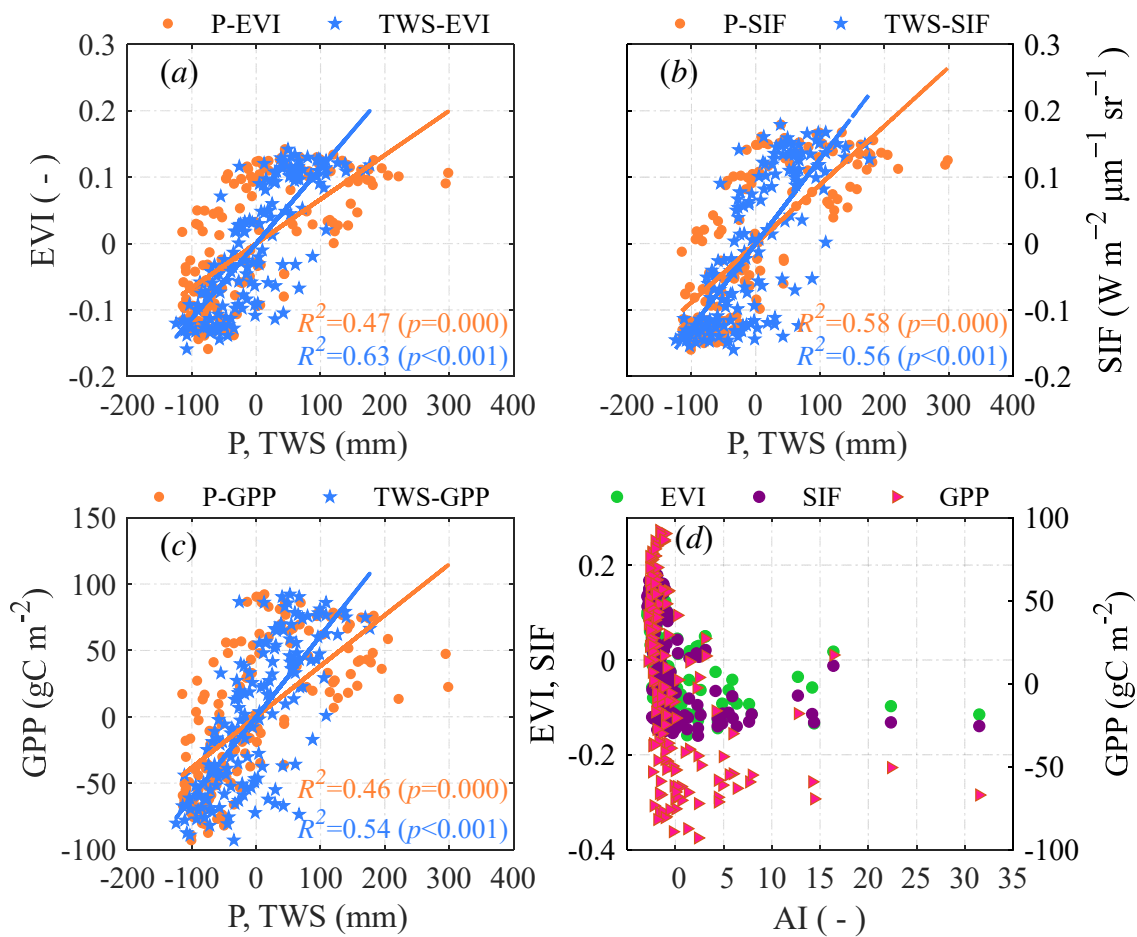 P-EVI TWS-EVI
P-SIF TWS-SIF
0.3
0.2
0.1
0
-0.1
-0.2
EVI ( - )
(a)
R²=0.47 (p=0.000)
R²=0.63 (p<0.001)
-200 -100 0 100 200 300 400
P, TWS (mm)
(b)
R²=0.58 (p=0.000)
R²=0.56 (p<0.001)
0.3
0.2
0.1
0
-0.1
-0.2
SIF (W m⁻² μm⁻¹ sr⁻¹)
-200 -100 0 100 200 300 400
P, TWS (mm)
P-GPP TWS-GPP
EVI SIF GPP
150
100
50
0
-50
-100
GPP (gC m⁻²)
(c)
R²=0.46 (p=0.000)
R²=0.54 (p<0.001)
-200 -100 0 100 200 300 400
P, TWS (mm)
0.2
0
-0.2
-0.4
EVI, SIF
(d)
100
50
0
-50
-100
GPP (gC m⁻²)
0 5 10 15 20 25 30 35
AI ( - )